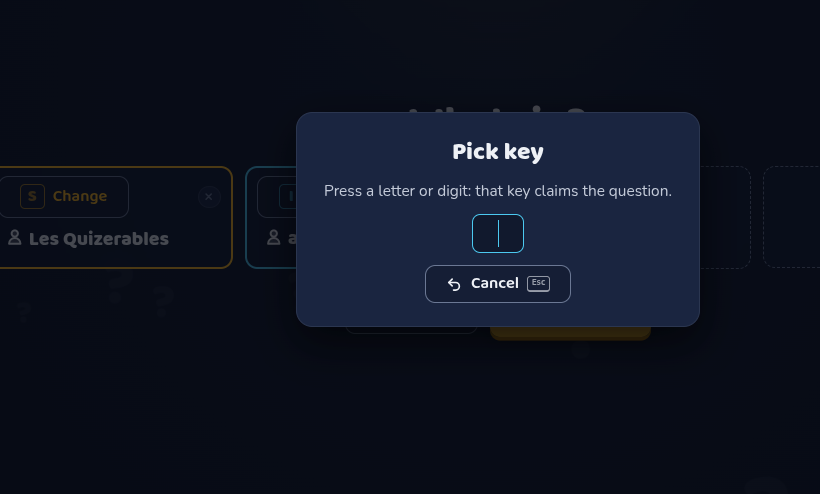 Pick key
Press a letter or digit: that key claims the question.
S Change
Les Quizerables
Cancel Esc